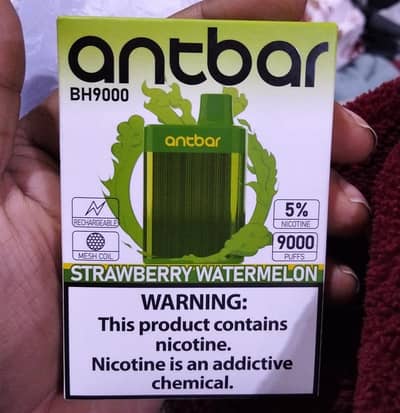 antbar
BH9000
antbar
RECHARGEABLE
MESH COIL
5%
NICOTINE
9000
PUFFS
STRAWBERRY WATERMELON
WARNING:
This product contains
nicotine.
Nicotine is an addictive
chemical.